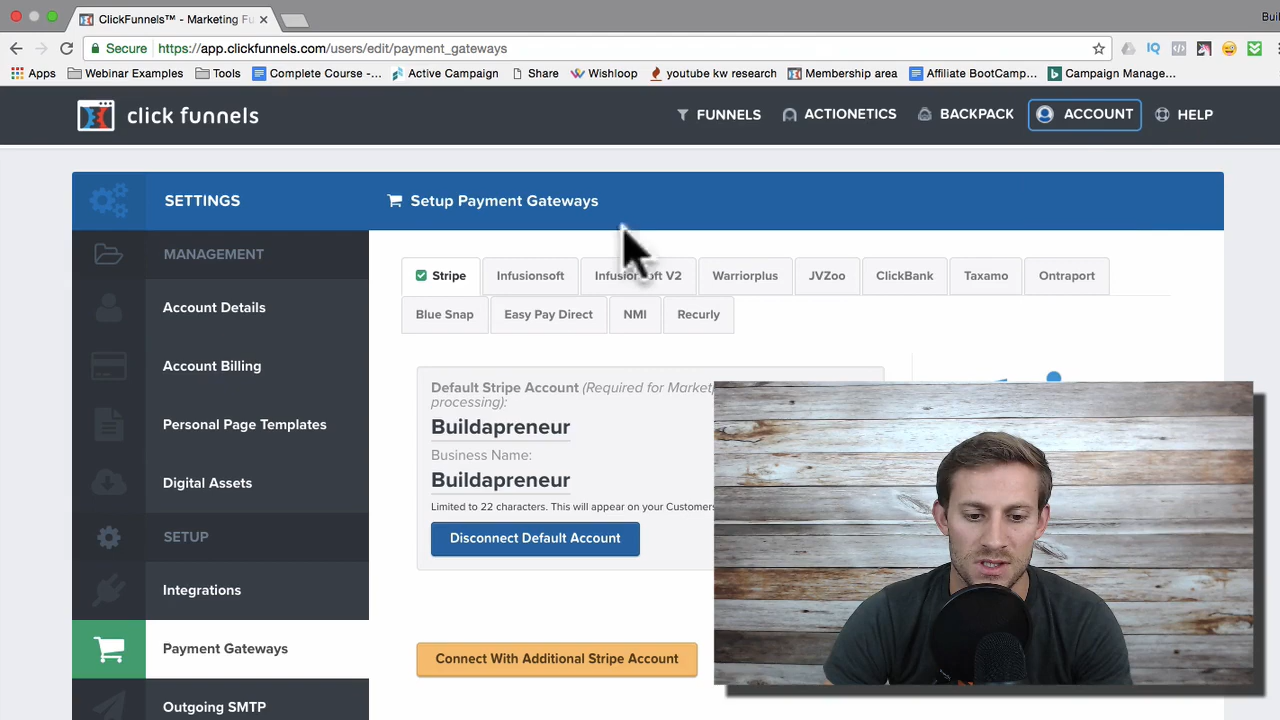 ClickFunnels™ - Marketing Fu
Buil
Secure https://app.clickfunnels.com/users/edit/payment_gateways
IQ
Apps Webinar Examples Tools Complete Course -... Active Campaign Share Wishloop youtube kw research Membership area Affiliate BootCamp... Campaign Manage...
click funnels FUNNELS ACTIONETICS BACKPACK ACCOUNT HELP
SETTINGS Setup Payment Gateways
MANAGEMENT
Stripe Infusionsoft Infusionsoft V2 Warriorplus JVZoo ClickBank Taxamo Ontraport
Account Details
Blue Snap Easy Pay Direct NMI Recurly
Account Billing
Default Stripe Account (Required for Market
processing):
Personal Page Templates Buildapreneur
Business Name:
Digital Assets Buildapreneur
Limited to 22 characters. This will appear on your Customers
SETUP Disconnect Default Account
Integrations
Payment Gateways Connect With Additional Stripe Account
Outgoing SMTP